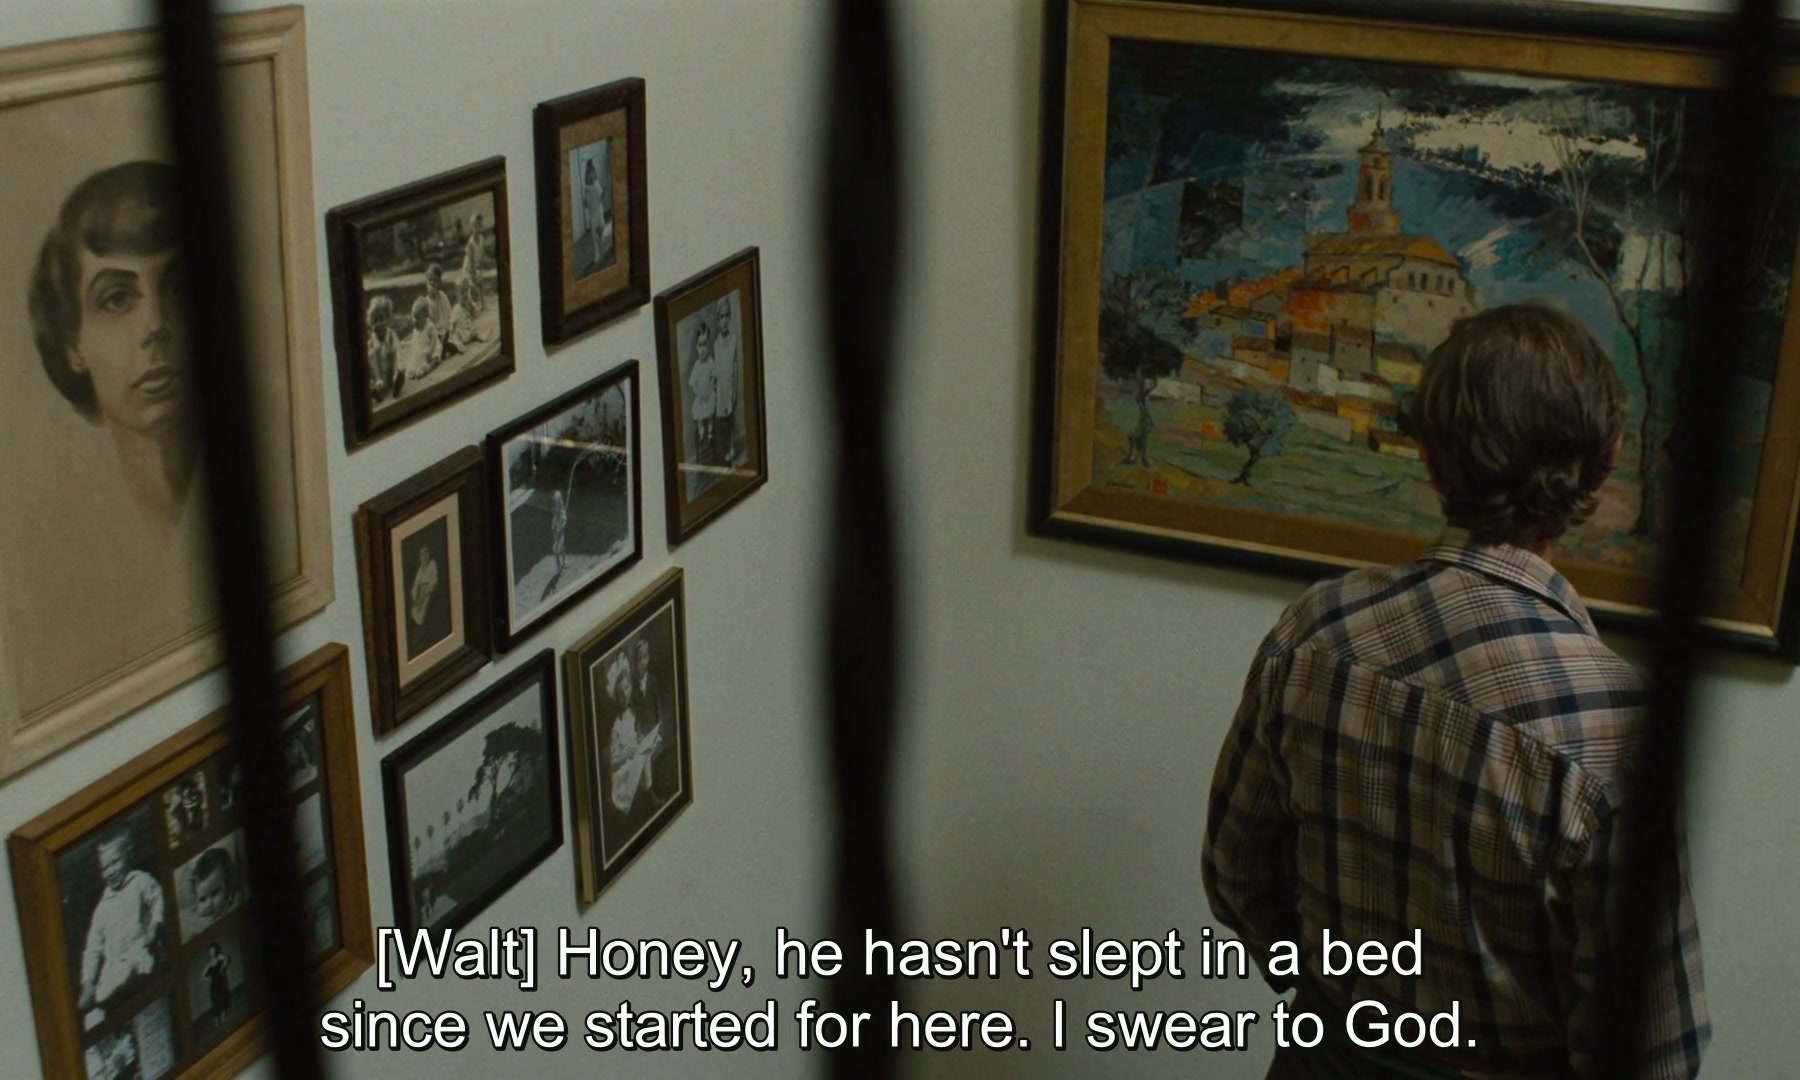 [Walt] Honey, he hasn't slept in a bed
since we started for here. I swear to God.